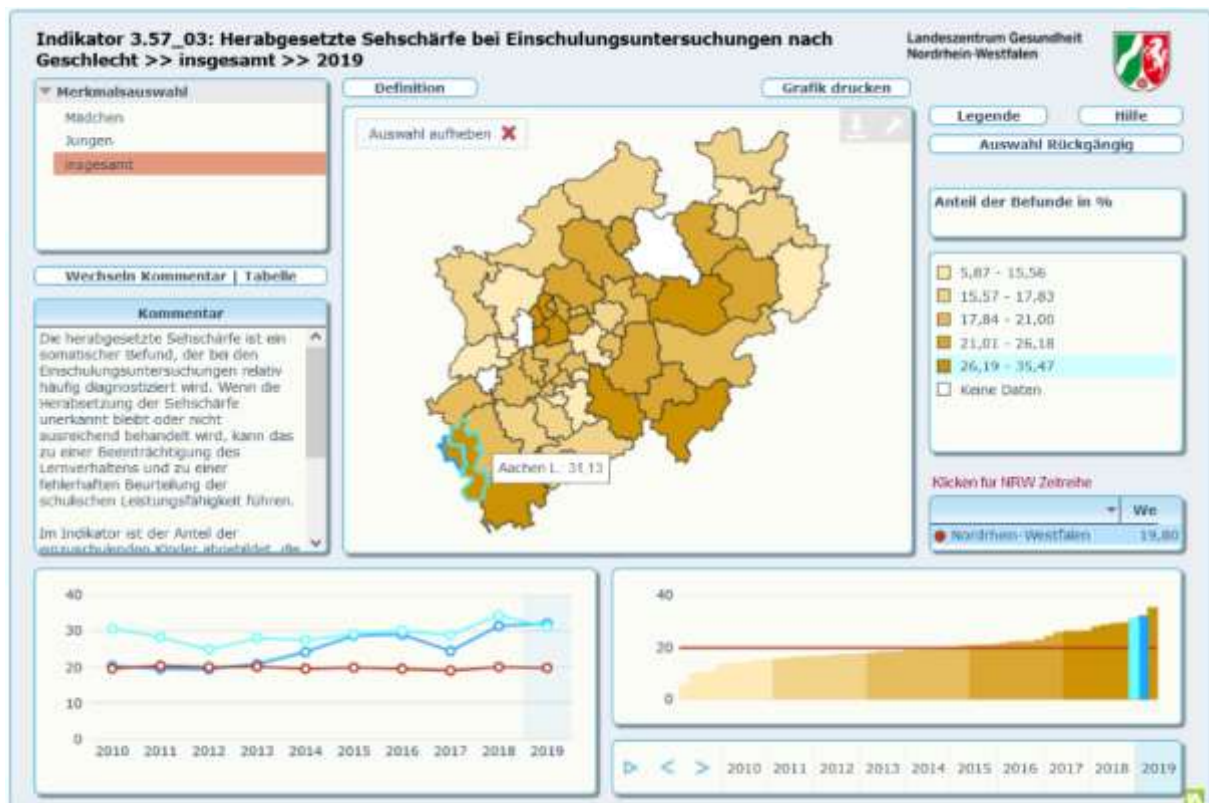 Indikator 3.57_03: Herabgesetzte Sehschärfe bei Einschulungsuntersuchungen nach
Geschlecht >> insgesamt >> 2019
Landeszentrum Gesundheit
Nordrhein-Westfalen
Merkmalsauswahl
Mädchen
Jungen
insgesamt
Definition
Grafik drucken
Auswahl aufheben
Legende
Hilfe
Auswahl Rückgängig
Anteil der Befunde in %
5,87 - 15,56
15,57 - 17,83
17,84 - 21,00
21,01 - 26,18
26,19 - 35,47
Keine Daten
Wechseln Kommentar | Tabelle
Kommentar
Die herabgesetzte Sehschärfe ist ein
somatischer Befund, der bei den
Einschulungsuntersuchungen relativ
häufig diagnostiziert wird. Wenn die
Herabsetzung der Sehschärfe
unerkannt bleibt oder nicht
ausreichend behandelt wird, kann das
zu einer Beeinträchtigung des
Lernverhaltens und zu einer
fehlerhaften Beurteilung der
schulischen Leistungsfähigkeit führen.
Im Indikator ist der Anteil der
einzuschulenden Kinder abgebildet, die
Aachen L. 31,13
Klicken für NRW Zeitreihe
We
Nordrhein-Westfalen 19,80
40
30
20
10
0
2010 2011 2012 2013 2014 2015 2016 2017 2018 2019
40
20
0
2010 2011 2012 2013 2014 2015 2016 2017 2018 2019